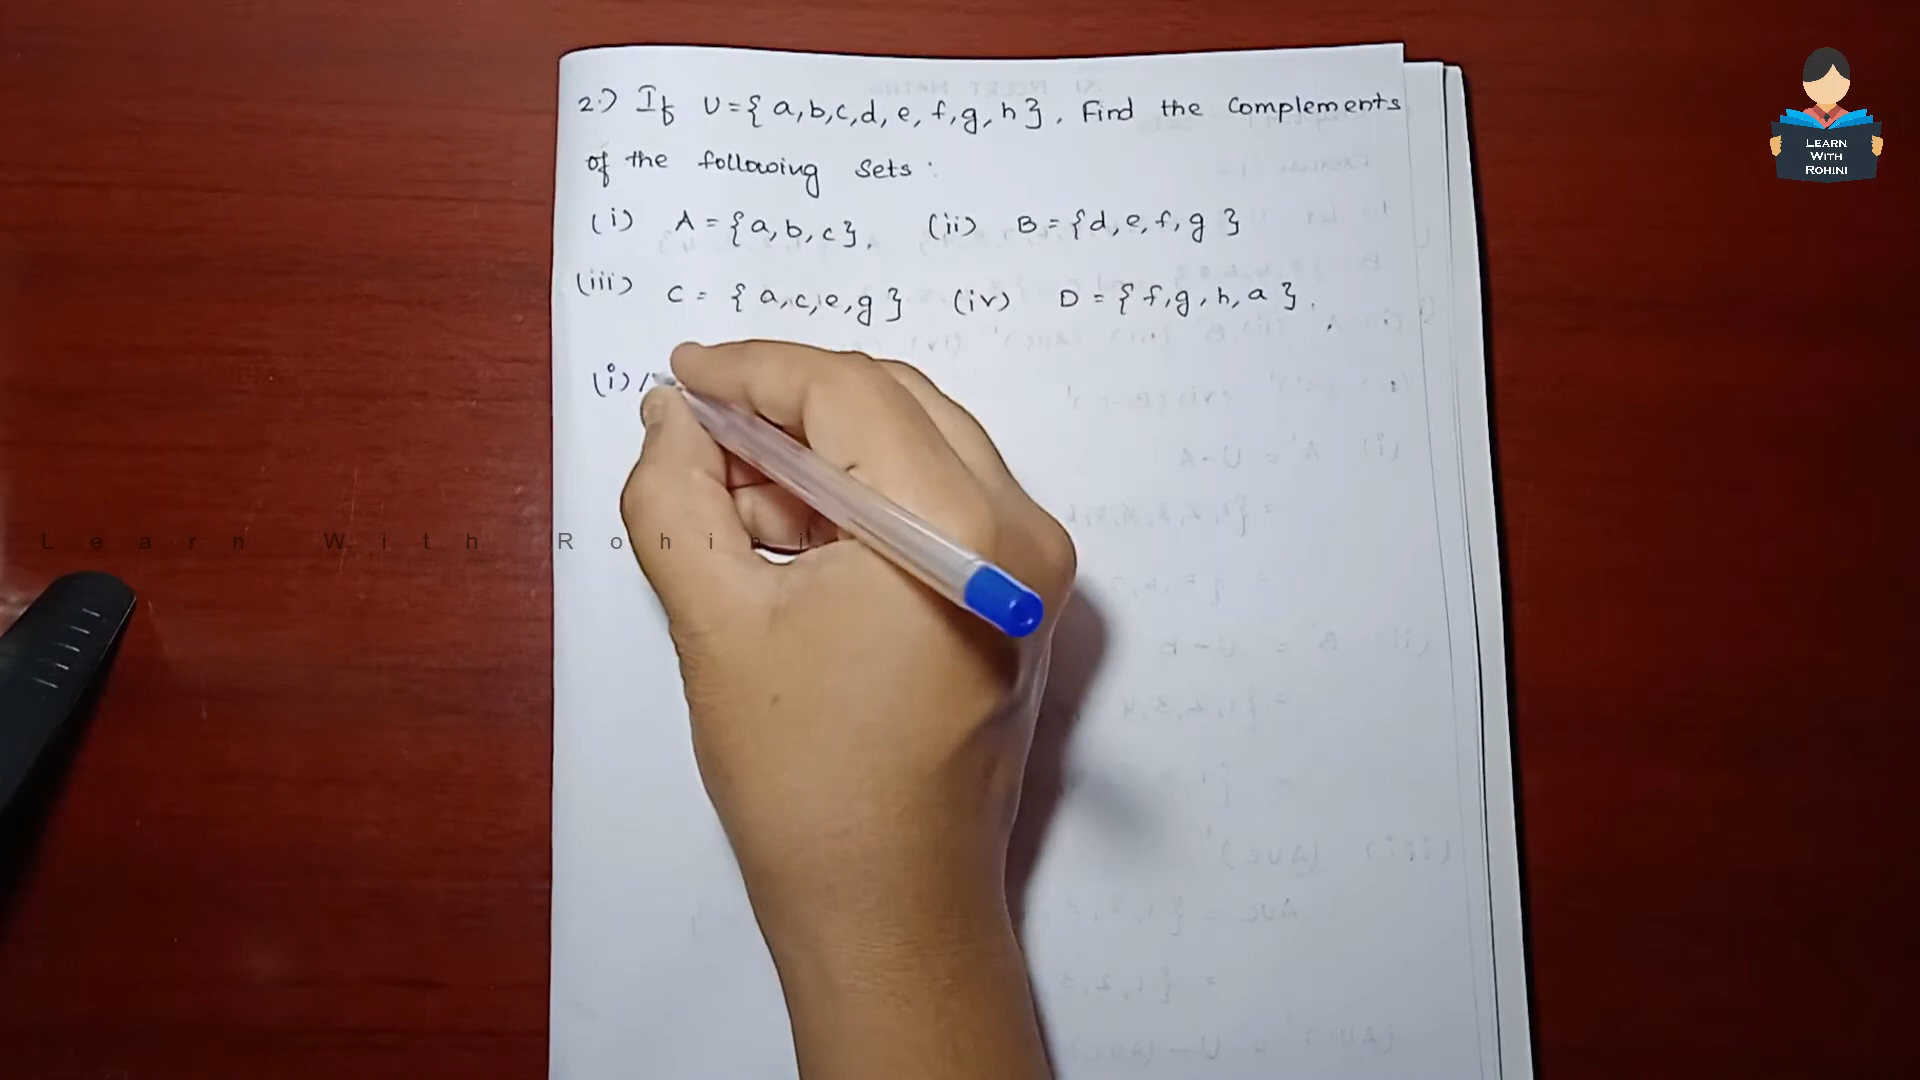 2.) If U = { a, b, c, d, e, f, g, h } . Find the Complements
of the following Sets :
(i) A = { a, b, c } , (ii) B = { d, e, f, g }
(iii) C = { a, c, e, g } (iv) D = { f, g, h, a } .
(i)
Learn With Rohini
LEARN
With
ROHINI